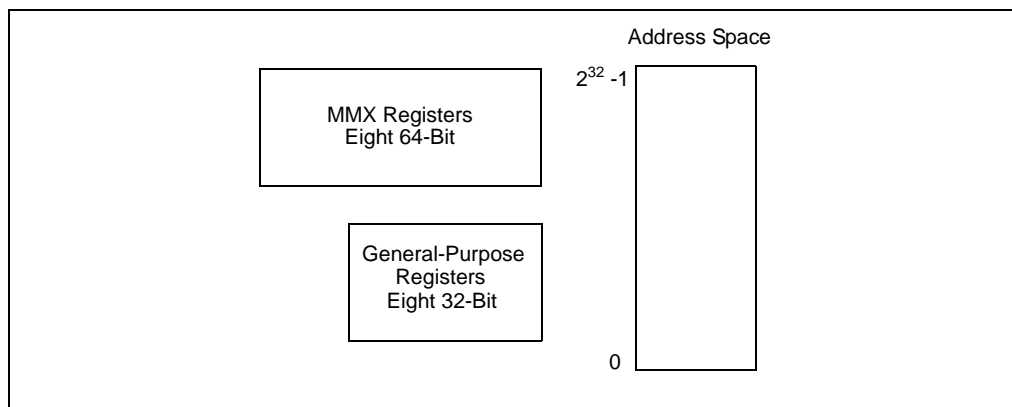 Address Space
2³² -1
MMX Registers
Eight 64-Bit
General-Purpose
Registers
Eight 32-Bit
0